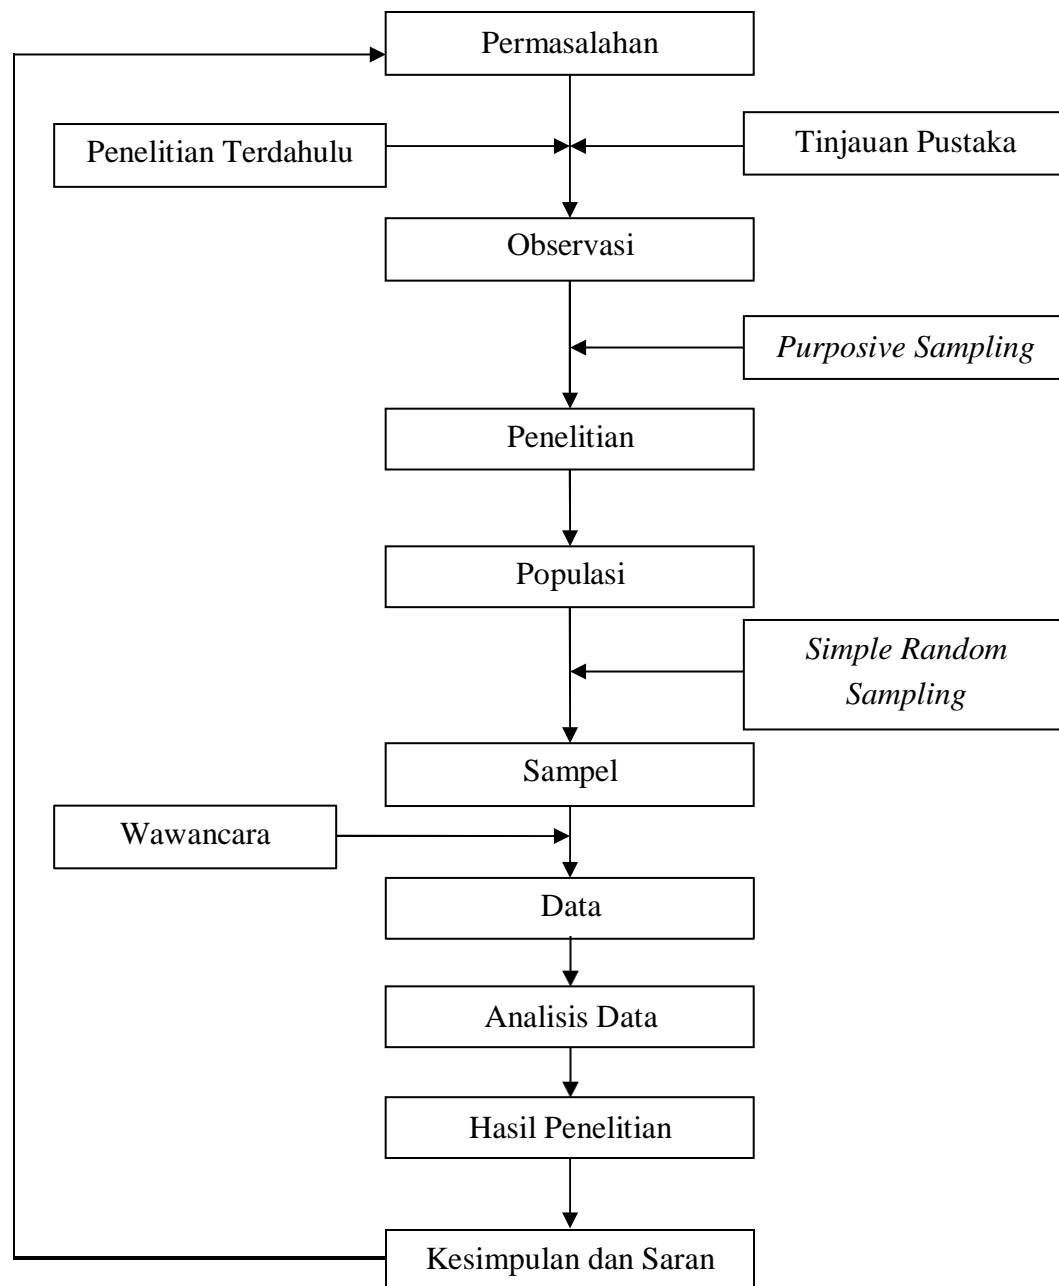 Permasalahan
Penelitian Terdahulu
Tinjauan Pustaka
Observasi
Purposive Sampling
Penelitian
Populasi
Simple Random
Sampling
Sampel
Wawancara
Data
Analisis Data
Hasil Penelitian
Kesimpulan dan Saran